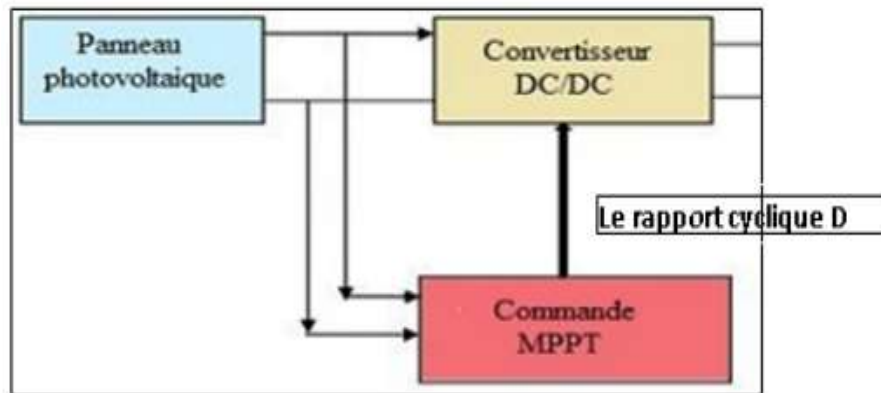 Panneau
photovoltaique
Convertisseur
DC/DC
Le rapport cyclique D
Commande
MPPT